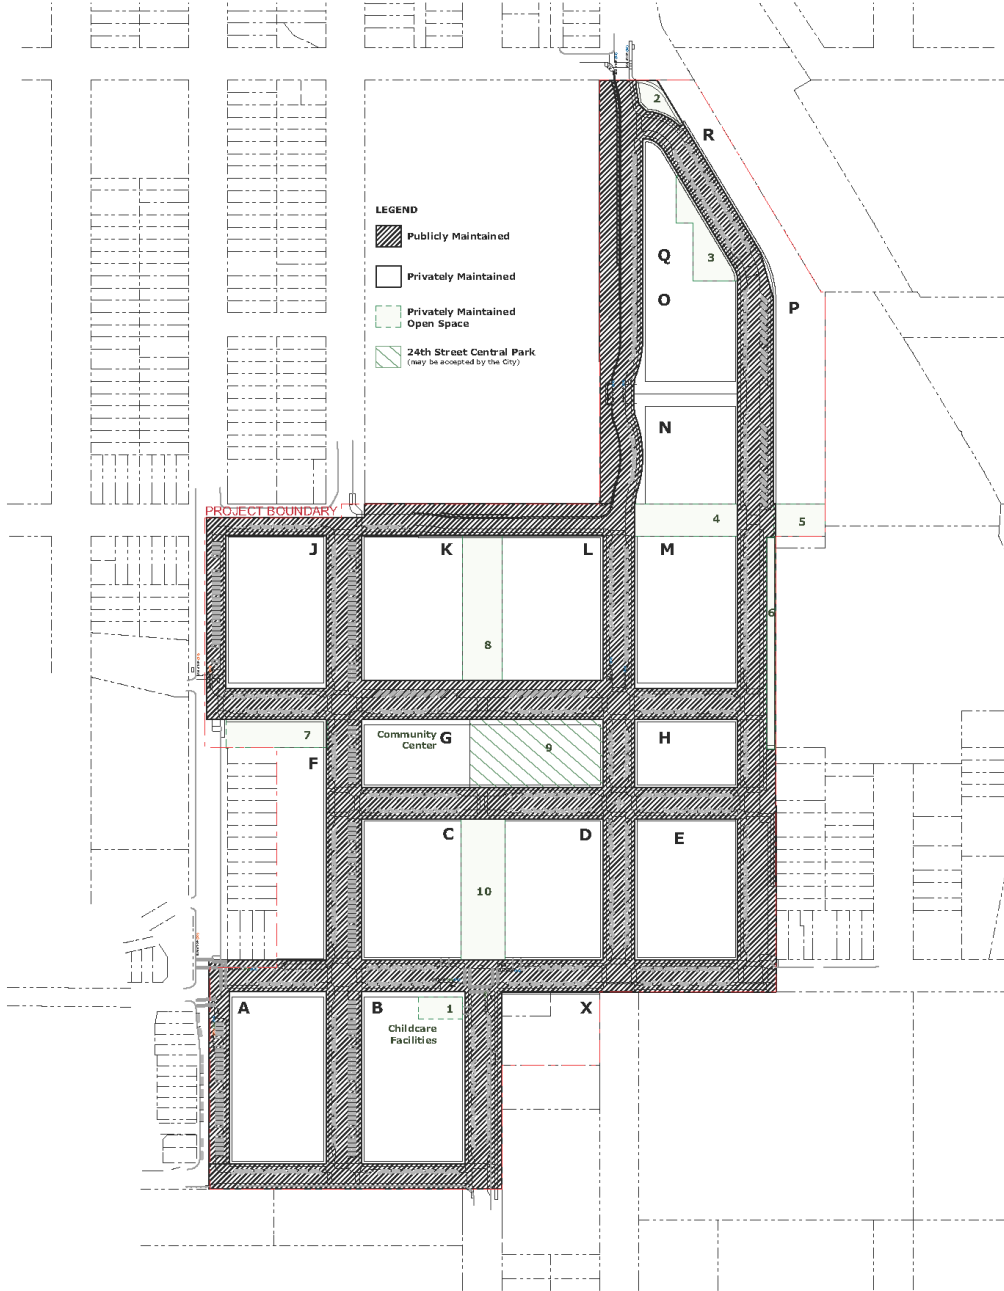 2
R
LEGEND
Publicly Maintained
Privately Maintained
Privately Maintained
Open Space
24th Street Central Park
(may be accepted by the City)
Q
3
O
P
N
PROJECT BOUNDARY
4
5
J
K
L
M
6
8
7
Community
Center
G
9
H
F
C
D
E
10
A
B
1
X
Childcare
Facilities